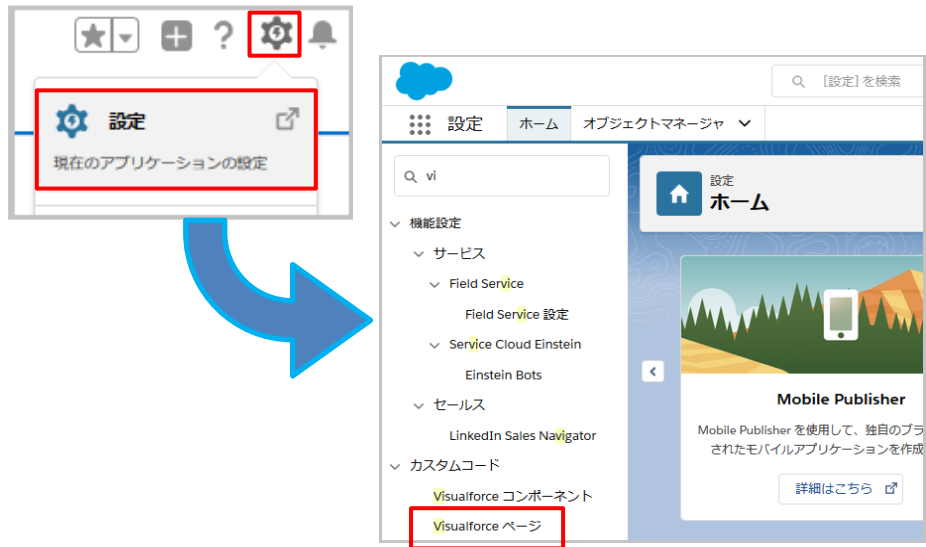 設定
現在のアプリケーションの設定
[設定] を検索
設定
ホーム
オブジェクトマネージャ
vi
機能設定
サービス
Field Service
Field Service 設定
Service Cloud Einstein
Einstein Bots
セールス
LinkedIn Sales Navigator
カスタムコード
Visualforce コンポーネント
Visualforce ページ
設定
ホーム
Mobile Publisher
Mobile Publisher を使用して、独自のブラ
されたモバイルアプリケーションを作成
詳細はこちら